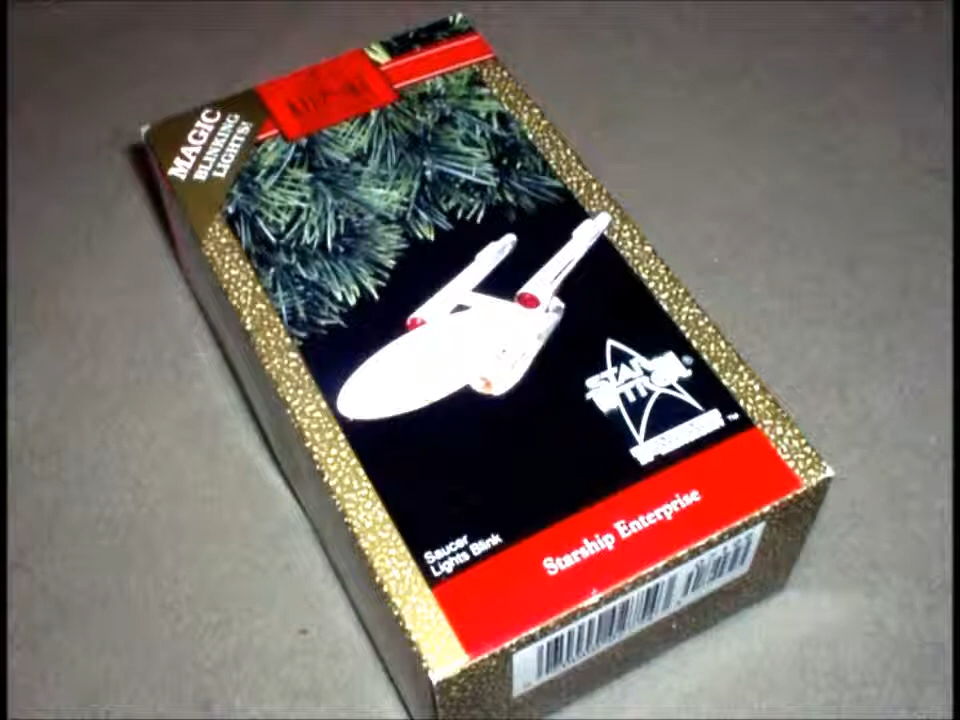 MAGIC
BLINKING
LIGHTS!
STAR
TREK
Saucer
Lights Blink
Starship Enterprise